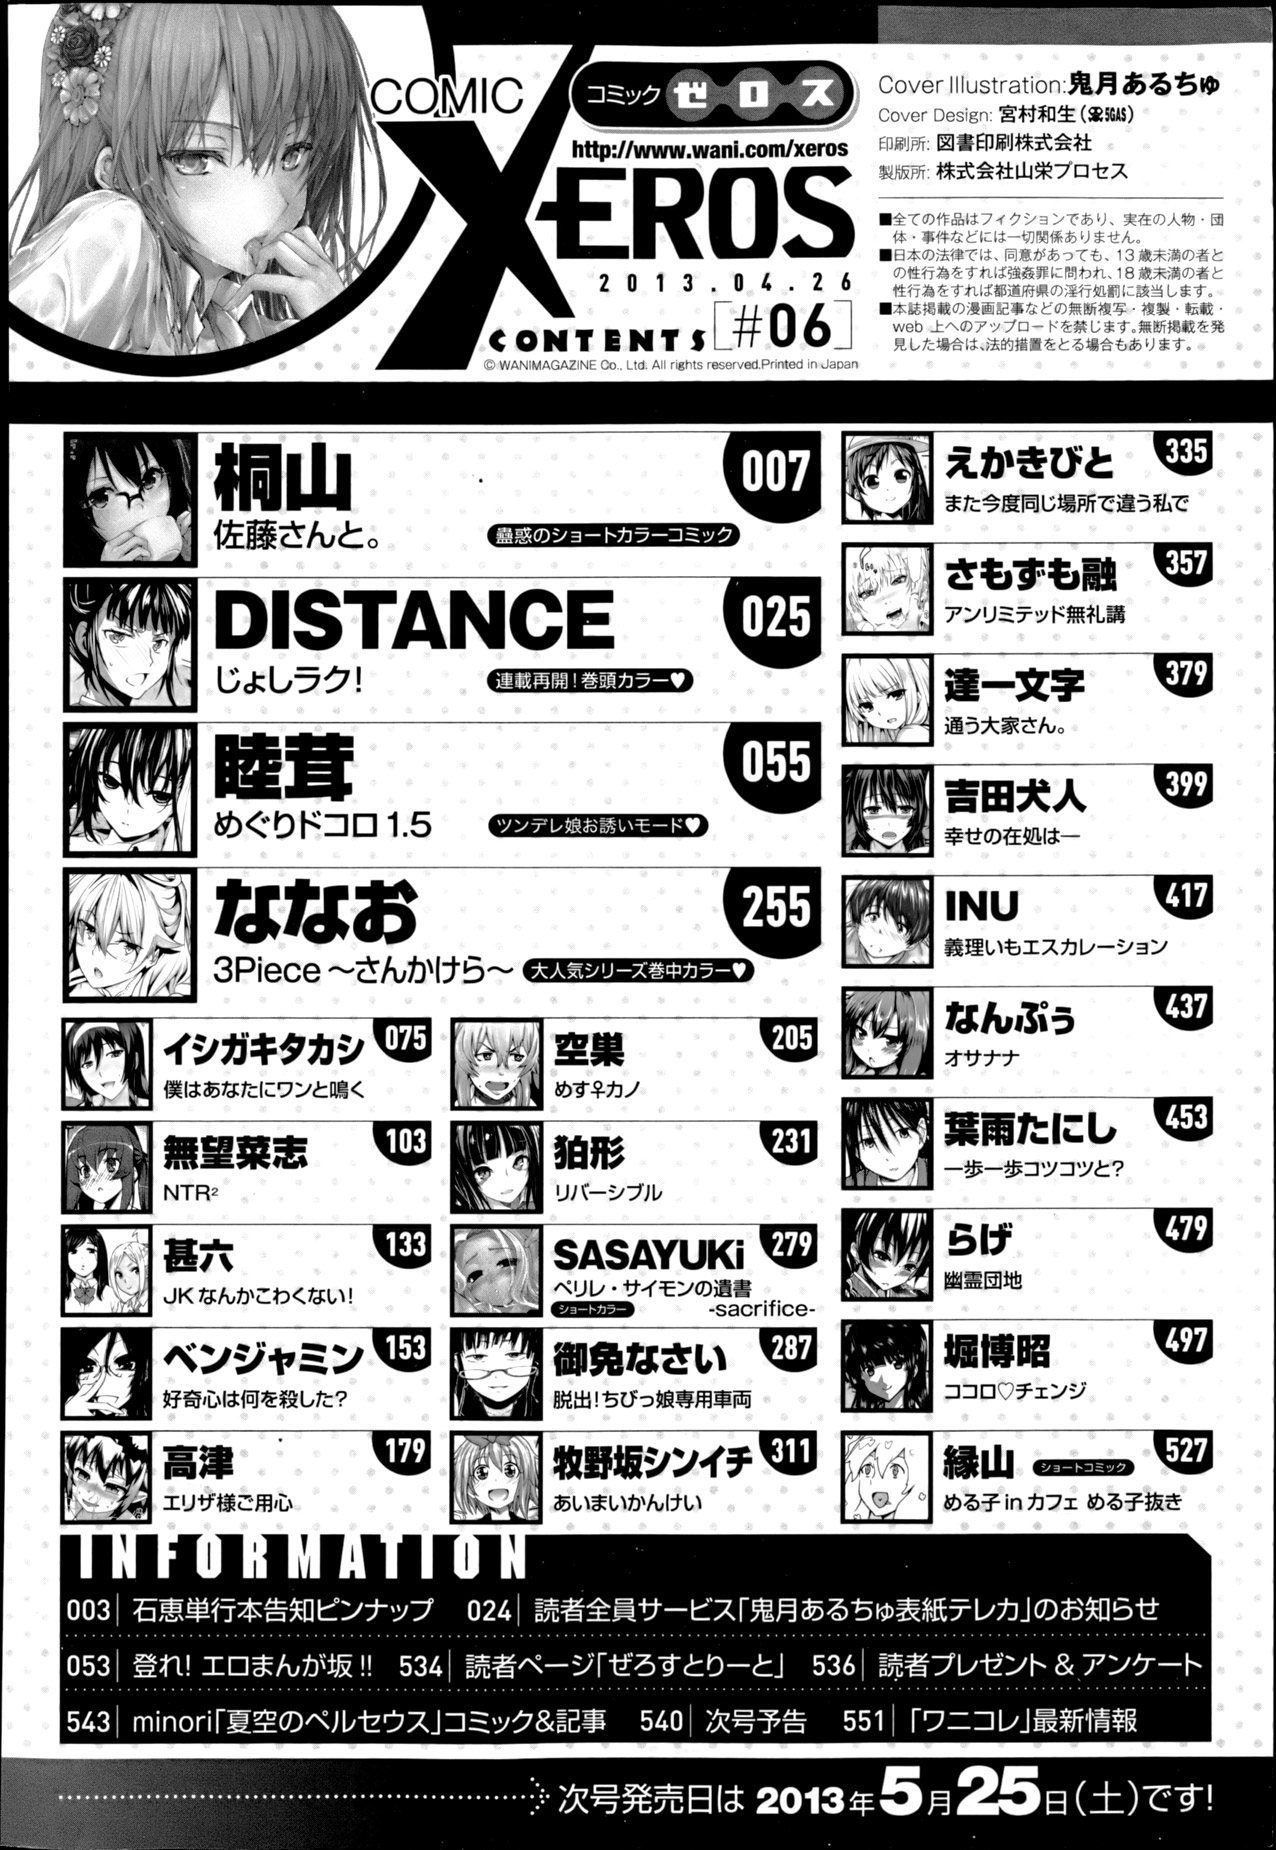 COMIC
コミックゼロス
http://www.wani.com/xeros
XEROS
2013.04.26
CONTENTS [#06]
© WANIMAGAZINE Co., Ltd. All rights reserved.Printed in Japan
Cover Illustration:鬼月あるちゅ
Cover Design: 宮村和生(5GAS)
印刷所: 図書印刷株式会社
製版所: 株式会社山栄プロセス
■全ての作品はフィクションであり、実在の人物・団
体・事件などには一切関係ありません。
■日本の法律では、同意があっても、13歳未満の者と
の性行為をすれば強姦罪に問われ、18歳未満の者と
性行為をすれば都道府県の淫行処罰に該当します。
■本誌掲載の漫画記事などの無断複写・複製・転載・
web 上へのアップロードを禁じます。無断掲載を発
見した場合は、法的措置をとる場合もあります。
桐山
007
佐藤さんと。
蠱惑のショートカラーコミック
DISTANCE
025
じょしラク!
連載再開!巻頭カラー♥
睦茸
055
めぐりドコロ1.5
ツンデレ娘お誘いモード♥
ななお
255
3Piece〜さんかけら〜
大人気シリーズ巻中カラー♥
イシガキタカシ
075
僕はあなたにワンと鳴く
無望菜志
103
NTR²
甚六
133
JKなんかこわくない!
ベンジャミン
153
好奇心は何を殺した?
高津
179
エリザ様ご用心
空巣
205
めす♀カノ
狛形
231
リバーシブル
SASAYUKi
279
ペリレ・サイモンの遺書
ショートカラー
-sacrifice-
御免なさい
287
脱出!ちびっ娘専用車両
牧野坂シンイチ
311
あいまいかんけい
えかきびと
335
また今度同じ場所で違う私で
さもずも融
357
アンリミテッド無礼講
達一文字
379
通う大家さん。
吉田犬人
399
幸せの在処は―
INU
417
義理いもエスカレーション
なんぷぅ
437
オサナナ
葉雨たにし
453
一歩一歩コツコツと?
らげ
479
幽霊団地
堀博昭
497
ココロ♡チェンジ
縁山
ショートコミック
527
める子inカフェ める子抜き
INFORMATION
003| 石恵単行本告知ピンナップ 024| 読者全員サービス「鬼月あるちゅ表紙テレカ」のお知らせ
053| 登れ! エロまんが坂!! 534| 読者ページ「ぜろすとりーと」 536| 読者プレゼント & アンケート
543| minori「夏空のペルセウス」コミック&記事 540| 次号予告 551| 「ワニコレ」最新情報
次号発売日は 2013年5月25日(土)です!